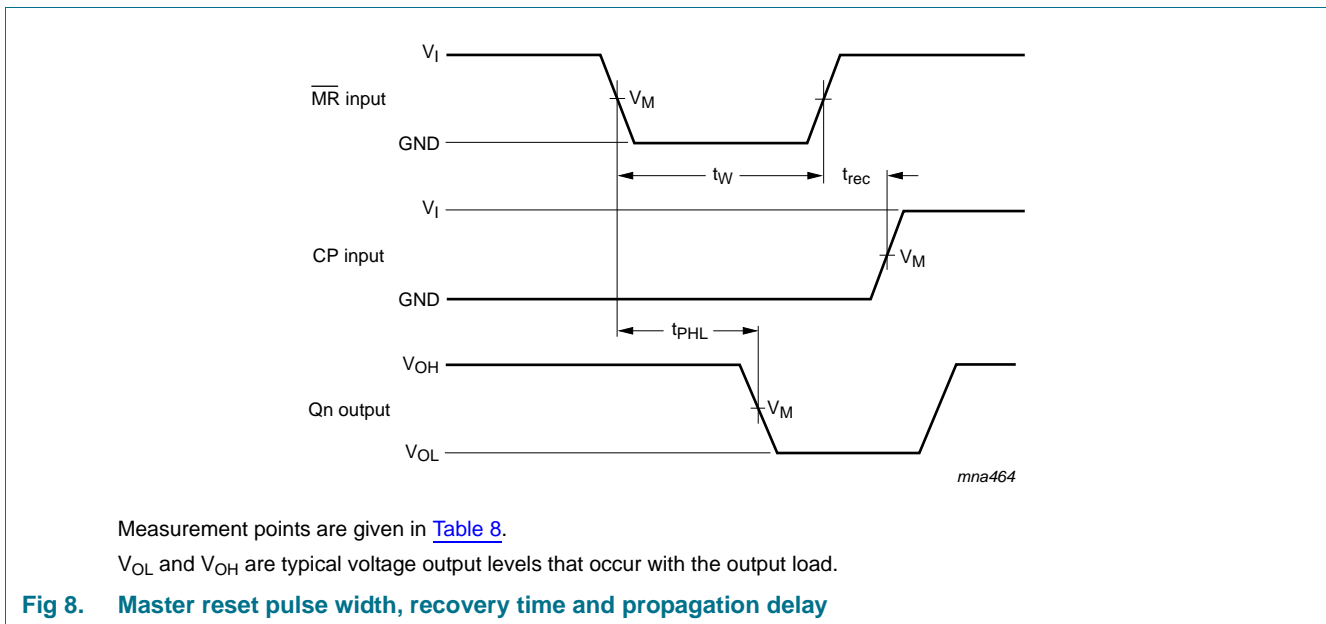 V_I
M̅R̅ input
V_M
GND
t_W
t_rec
V_I
CP input
V_M
GND
t_PHL
V_OH
Qn output
V_M
V_OL
mna464
Measurement points are given in Table 8.
V_OL and V_OH are typical voltage output levels that occur with the output load.
Fig 8. Master reset pulse width, recovery time and propagation delay